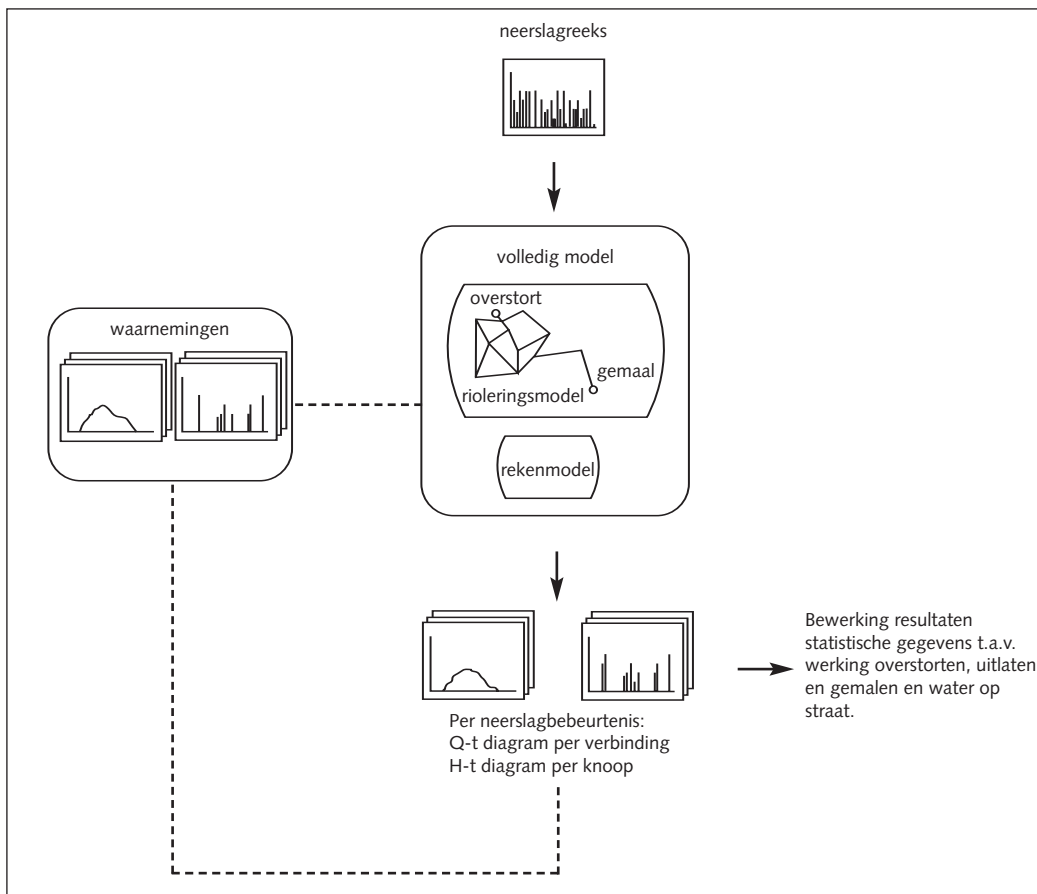 neerslagreeks
volledig model
overstort
gemaal
rioleringsmodel
rekenmodel
waarnemingen
Per neerslagbebeurtenis:
Q-t diagram per verbinding
H-t diagram per knoop
Bewerking resultaten
statistische gegevens t.a.v.
werking overstorten, uitlaten
en gemalen en water op
straat.